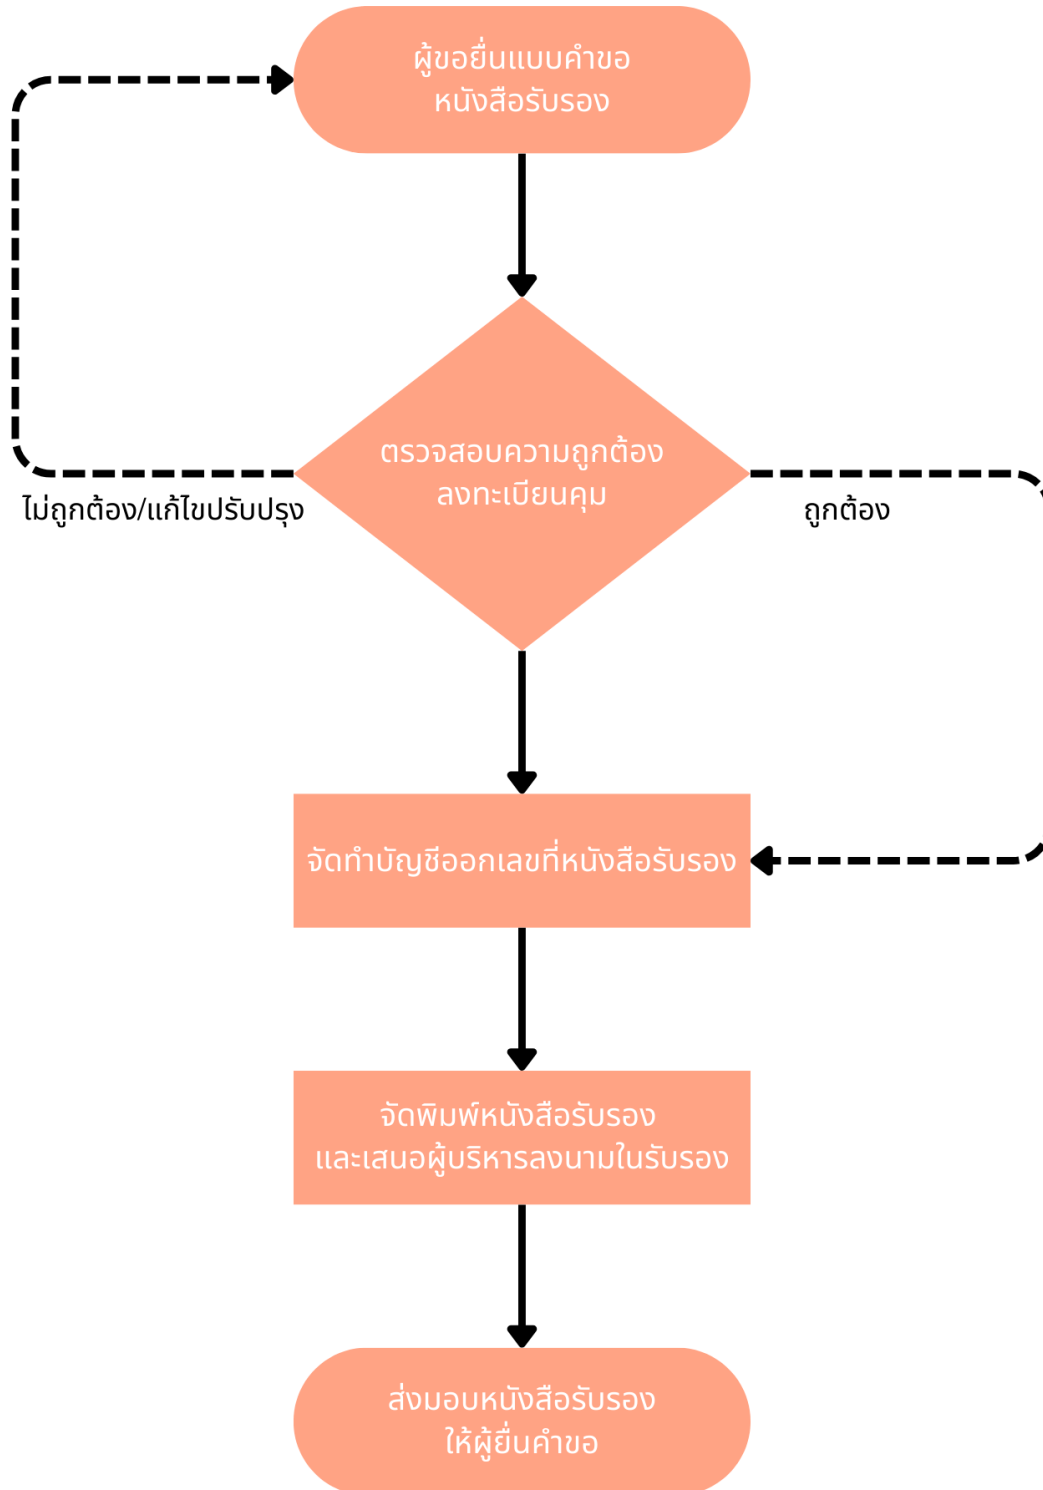 ผู้ขอยื่นแบบคำขอ
หนังสือรับรอง
ตรวจสอบความถูกต้อง
ลงทะเบียนคุม
ไม่ถูกต้อง/แก้ไขปรับปรุง
ถูกต้อง
จัดทำบัญชีออกเลขที่หนังสือรับรอง
จัดพิมพ์หนังสือรับรอง
และเสนอผู้บริหารลงนามในรับรอง
ส่งมอบหนังสือรับรอง
ให้ผู้ยื่นคำขอ